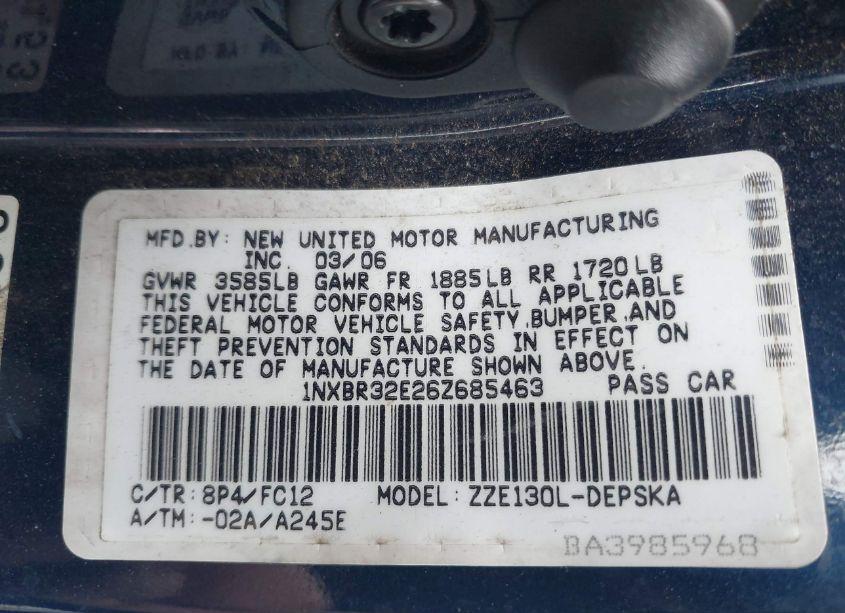 MFD.BY: NEW UNITED MOTOR MANUFACTURING
INC. 03/06
GVWR 3585LB GAWR FR 1885LB RR 1720LB
THIS VEHICLE CONFORMS TO ALL APPLICABLE
FEDERAL MOTOR VEHICLE SAFETY,BUMPER,AND
THEFT PREVENTION STANDARDS IN EFFECT ON
THE DATE OF MANUFACTURE SHOWN ABOVE.
1NXBR32E26Z685463 PASS CAR
C/TR:8P4/FC12 MODEL:ZZE130L-DEPSKA
A/TM:-02A/A245E
BA3985968